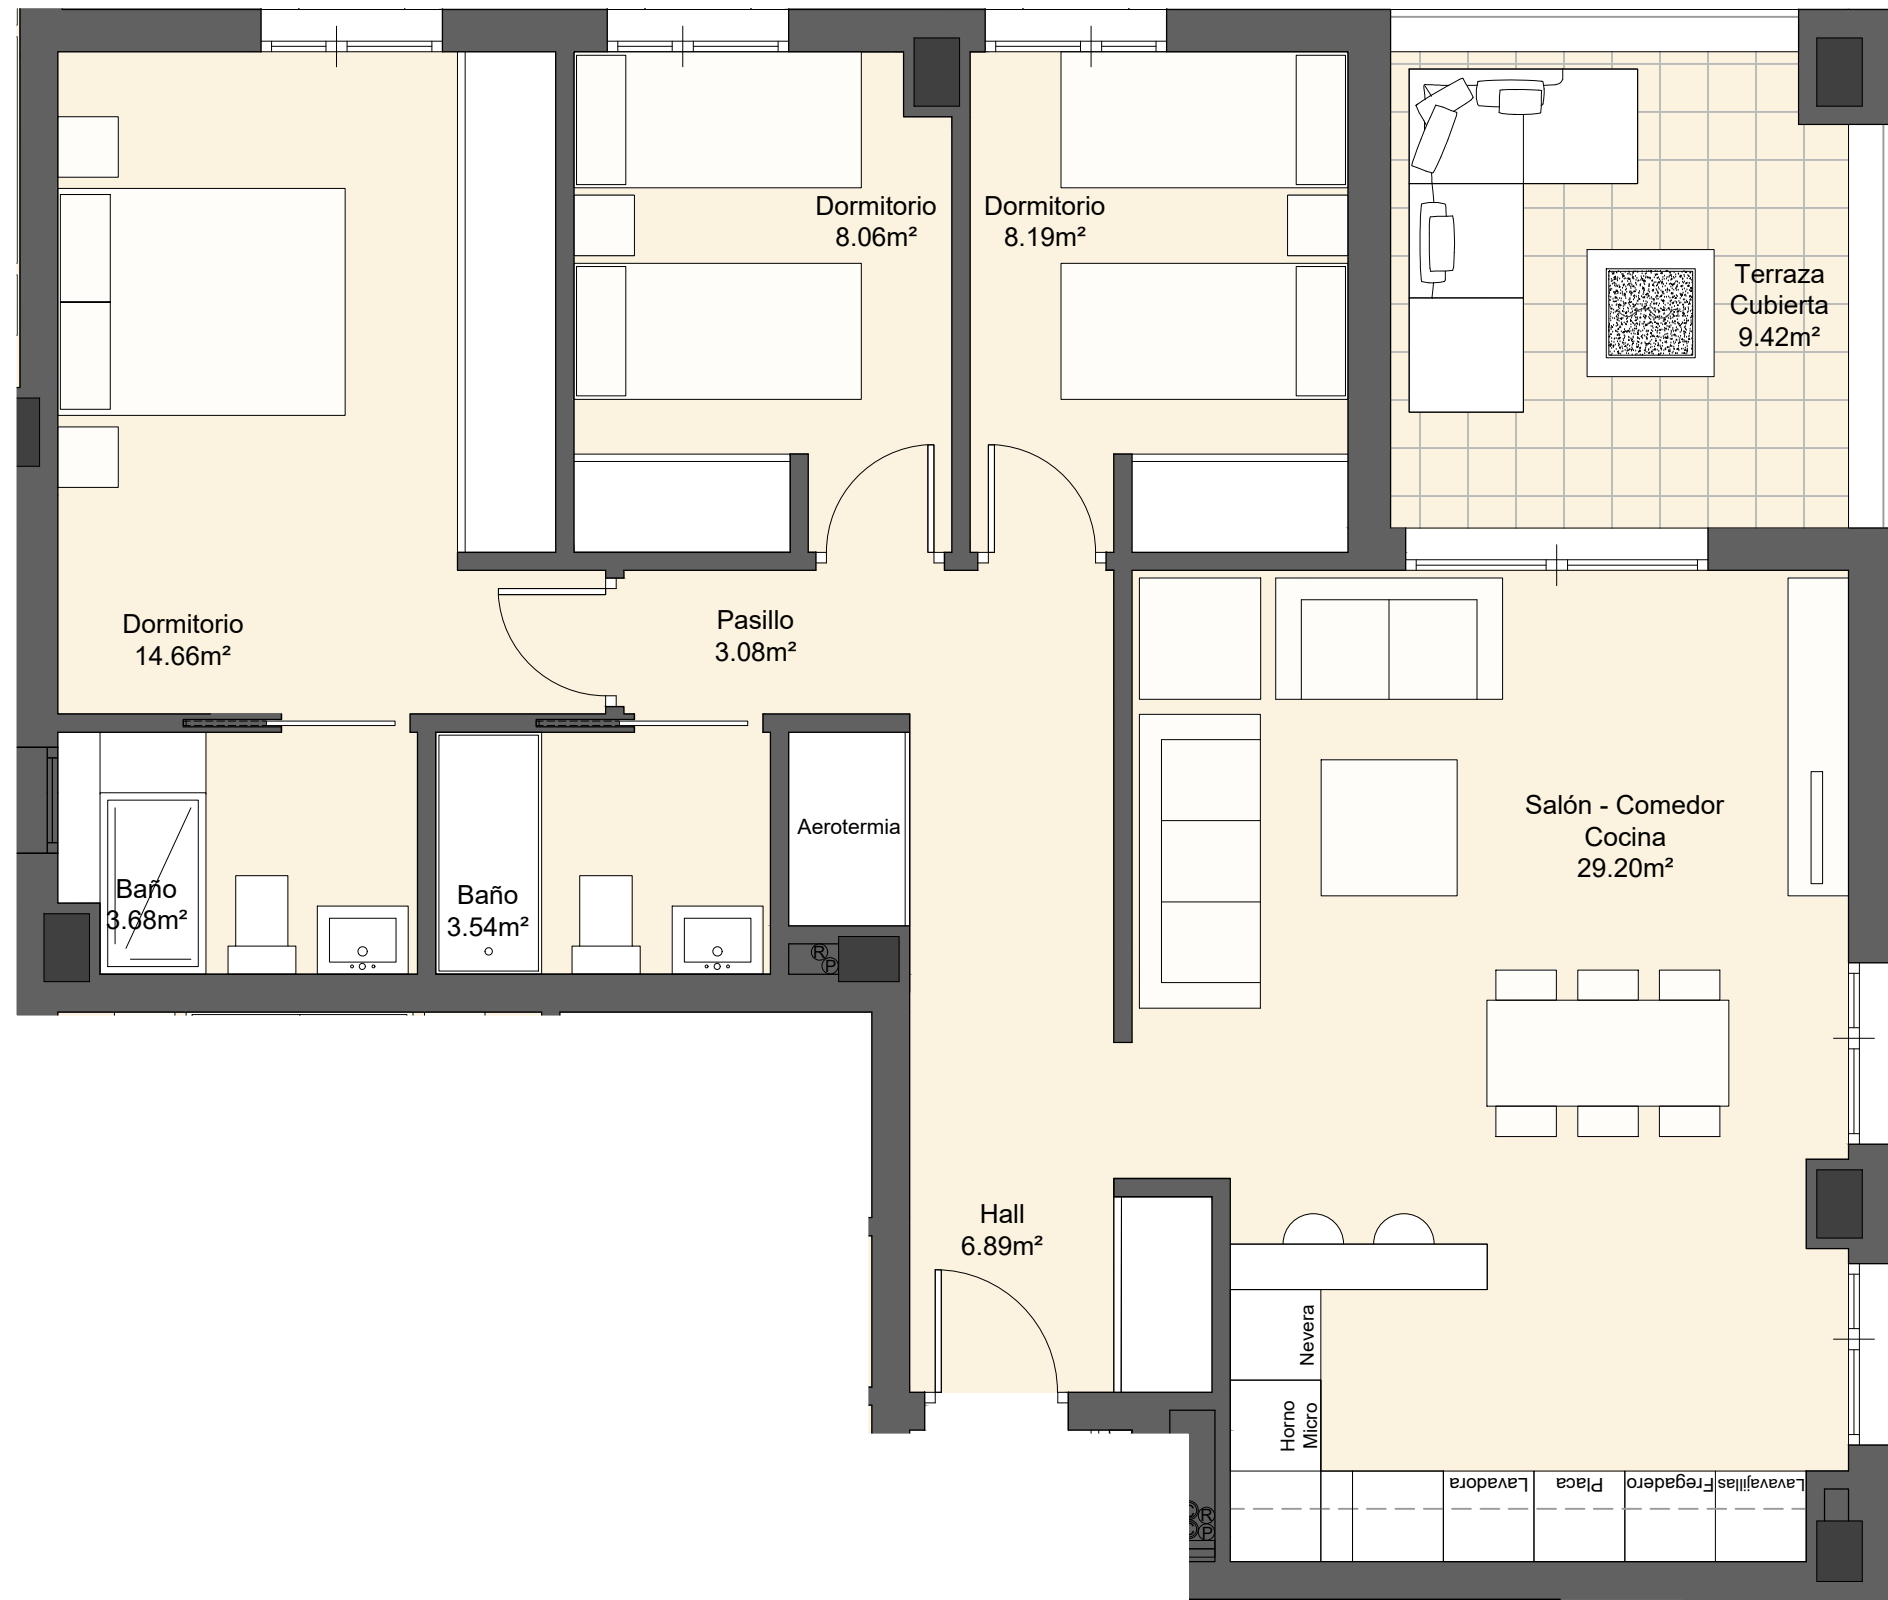 Dormitorio
8.06m²
Dormitorio
8.19m²
Terraza
Cubierta
9.42m²
Dormitorio
14.66m²
Pasillo
3.08m²
Salón - Comedor
Cocina
29.20m²
Aerotermia
Baño
3.68m²
Baño
3.54m²
R
P
Hall
6.89m²
Nevera
Horno
Micro
Lavadora
Placa
Fregadero
Lavavajillas
R
P